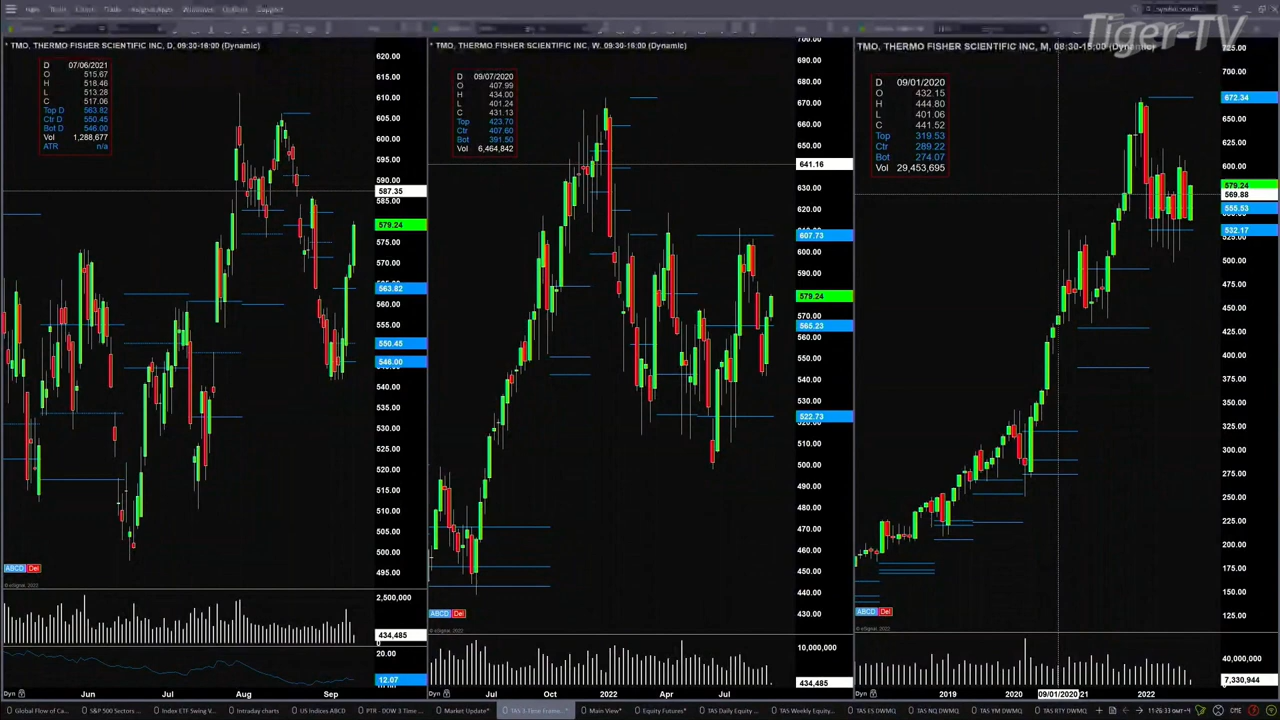 Tiger-TV
TMO, THERMO FISHER SCIENTIFIC INC, D, 09:30-16:00 (Dynamic)
D 07/06/2021
O 515.67
H 518.46
L 513.28
C 517.06
Top D 563.82
Ctr D 550.45
Bot D 546.00
Vol 1,288,677
ATR n/a
620.00
615.00
610.00
605.00
600.00
595.00
590.00
587.35
585.00
579.24
575.00
570.00
563.82
560.00
555.00
550.45
546.00
540.00
535.00
530.00
525.00
520.00
515.00
510.00
505.00
500.00
495.00
ABCD Del
© eSignal, 2022
2,500,000
434,485
0
20.00
12.07
Dyn Jun Jul Aug Sep
TMO, THERMO FISHER SCIENTIFIC INC, W, 09:30-16:00 (Dynamic)
D 09/07/2020
O 407.99
H 434.00
L 401.24
C 431.13
Top 423.70
Ctr 407.60
Bot 391.50
Vol 6,464,842
700.00
690.00
680.00
670.00
660.00
650.00
641.16
630.00
620.00
607.73
600.00
590.00
579.24
570.00
565.23
560.00
550.00
540.00
530.00
522.73
510.00
500.00
490.00
480.00
470.00
460.00
450.00
440.00
430.00
ABCD Del
© eSignal, 2022
10,000,000
434,485
Dyn Jul Oct 2022 Apr Jul
TMO, THERMO FISHER SCIENTIFIC INC, M, 08:30-15:00 (Dynamic)
D 09/01/2020
O 432.15
H 444.80
L 401.06
C 441.52
Top 319.53
Ctr 289.22
Bot 274.07
Vol 29,453,695
725.00
700.00
672.34
650.00
625.00
600.00
579.24
569.88
555.53
532.17
525.00
500.00
475.00
450.00
425.00
400.00
375.00
350.00
325.00
300.00
275.00
250.00
225.00
200.00
175.00
150.00
125.00
ABCD Del
© eSignal, 2022
40,000,000
7,330,944
Dyn 2019 2020 09/01/2020 21 2022
Global Flow of Ca... S&P 500 Sectors ... Index ETF Swing V... Intraday charts US Indices ABCD PTR - DOW 3 Time ... Market Update* TAS 3-Time Frame...* Main View* Equity Futures* TAS Daily Equity ... TAS Weekly Equity... TAS ES DWMQ TAS NQ DWMQ TAS YM DWMQ TAS RTY DWMQ 11:26:33 GMT-4 CME